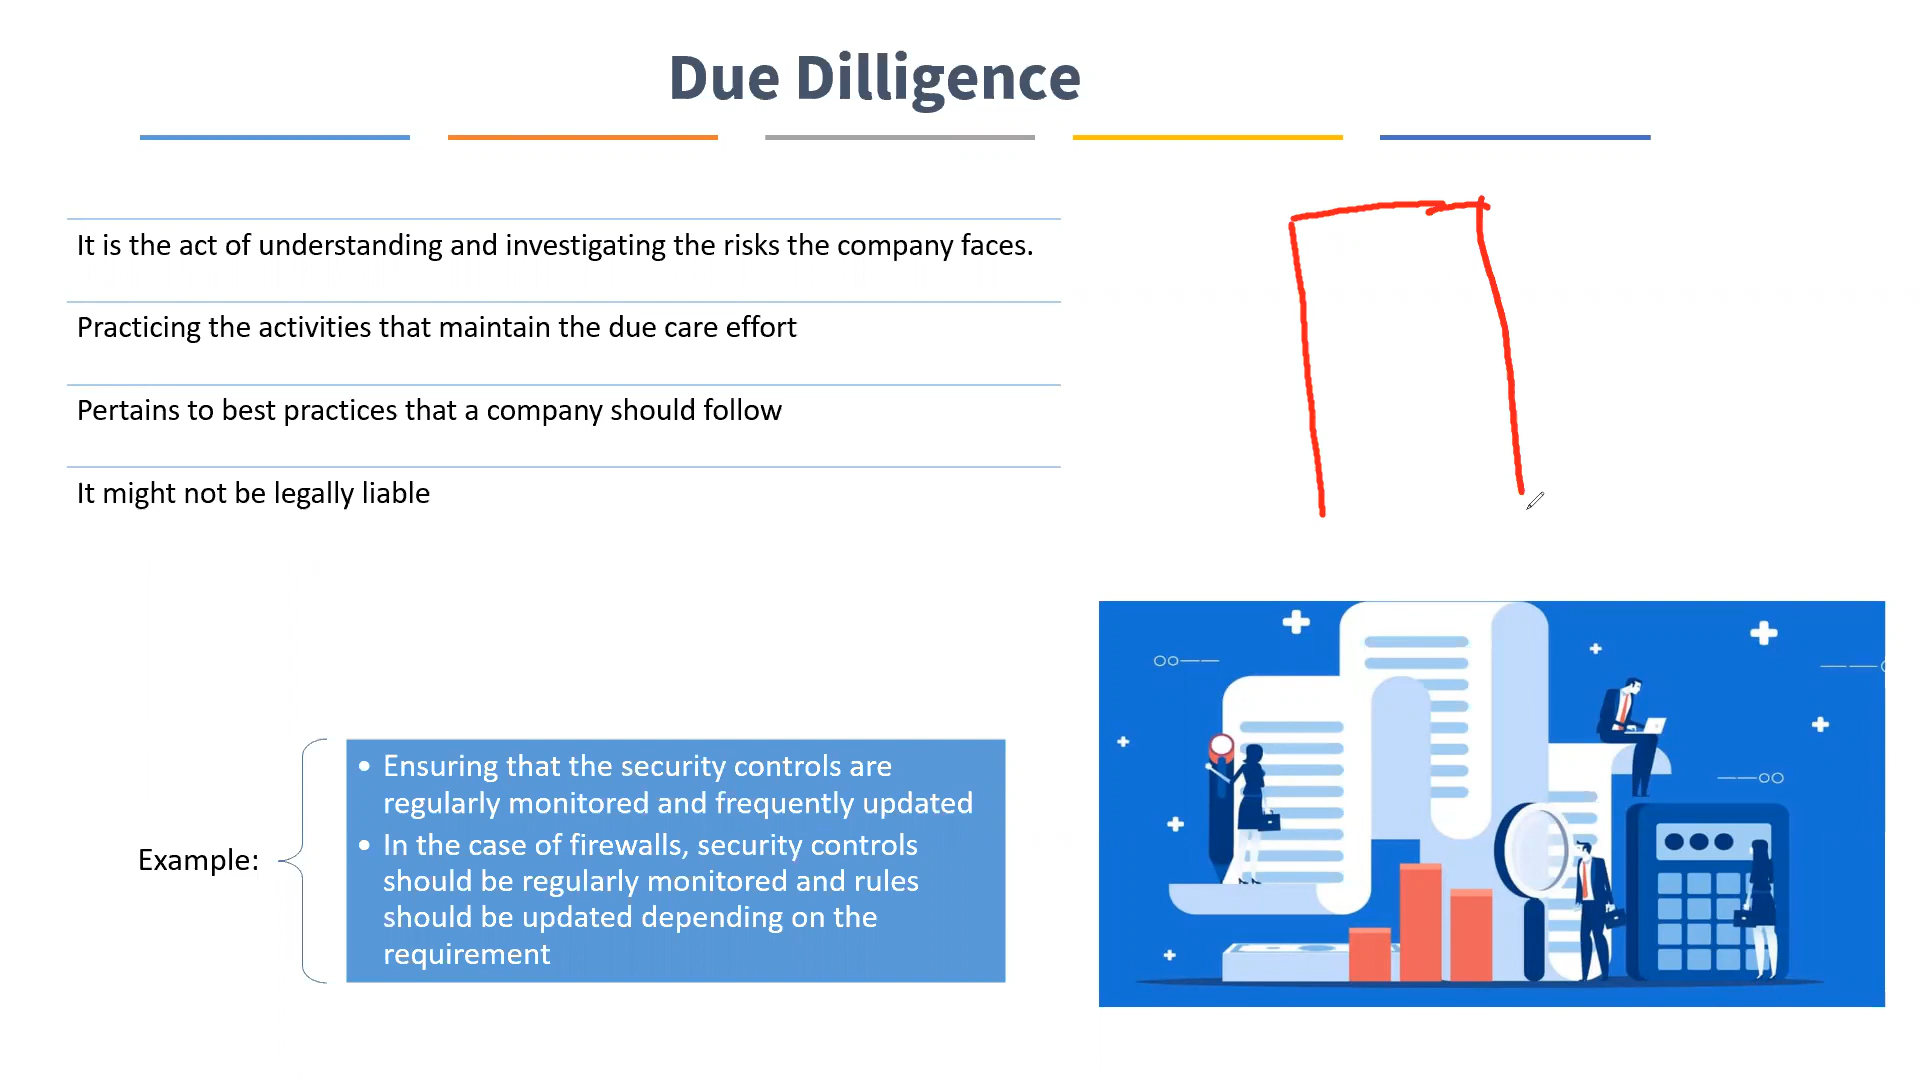 Due Dilligence
It is the act of understanding and investigating the risks the company faces.
Practicing the activities that maintain the due care effort
Pertains to best practices that a company should follow
It might not be legally liable
Example:
• Ensuring that the security controls are
regularly monitored and frequently updated
• In the case of firewalls, security controls
should be regularly monitored and rules
should be updated depending on the
requirement